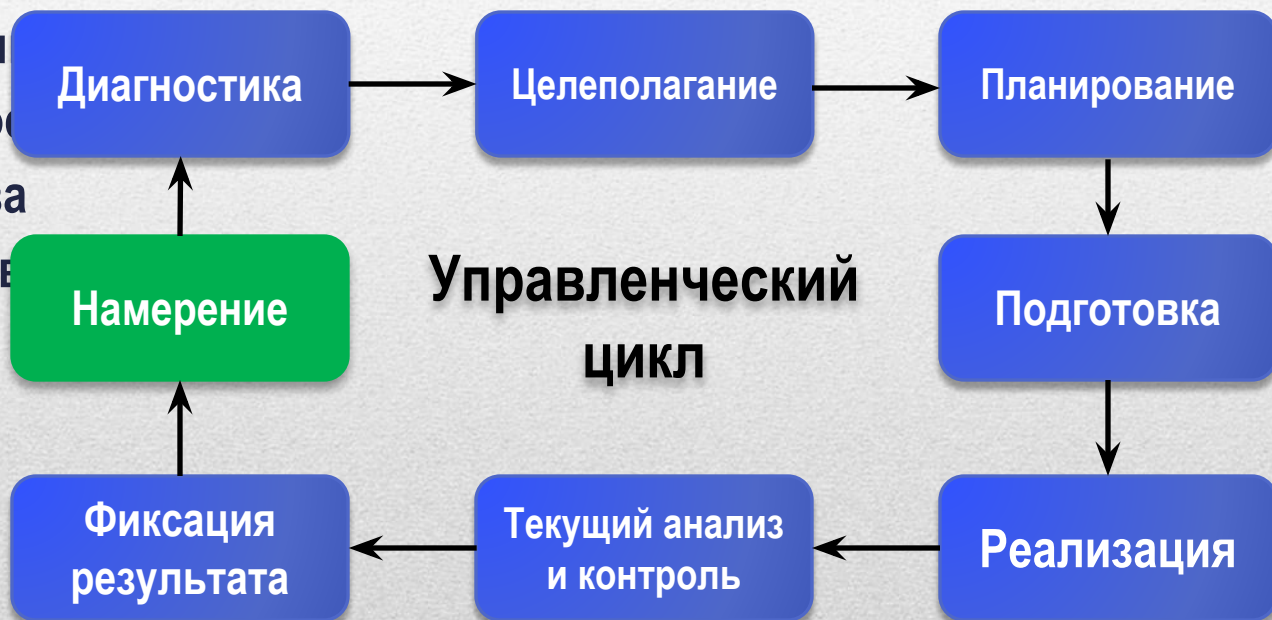 Диагностика
Целеполагание
Планирование
Намерение
Управленческий
цикл
Подготовка
Фиксация
результата
Текущий анализ
и контроль
Реализация